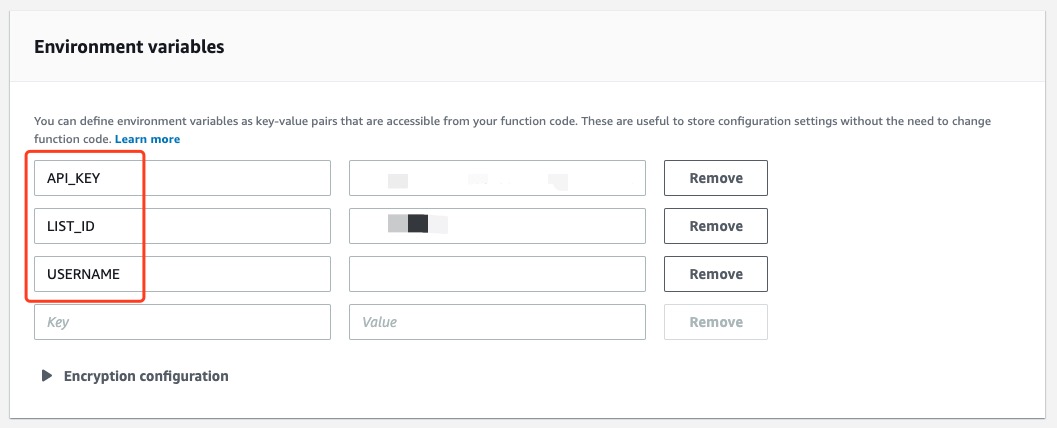 Environment variables
You can define environment variables as key-value pairs that are accessible from your function code. These are useful to store configuration settings without the need to change
function code. Learn more
API_KEY Remove
LIST_ID Remove
USERNAME Remove
Key Value Remove
Encryption configuration